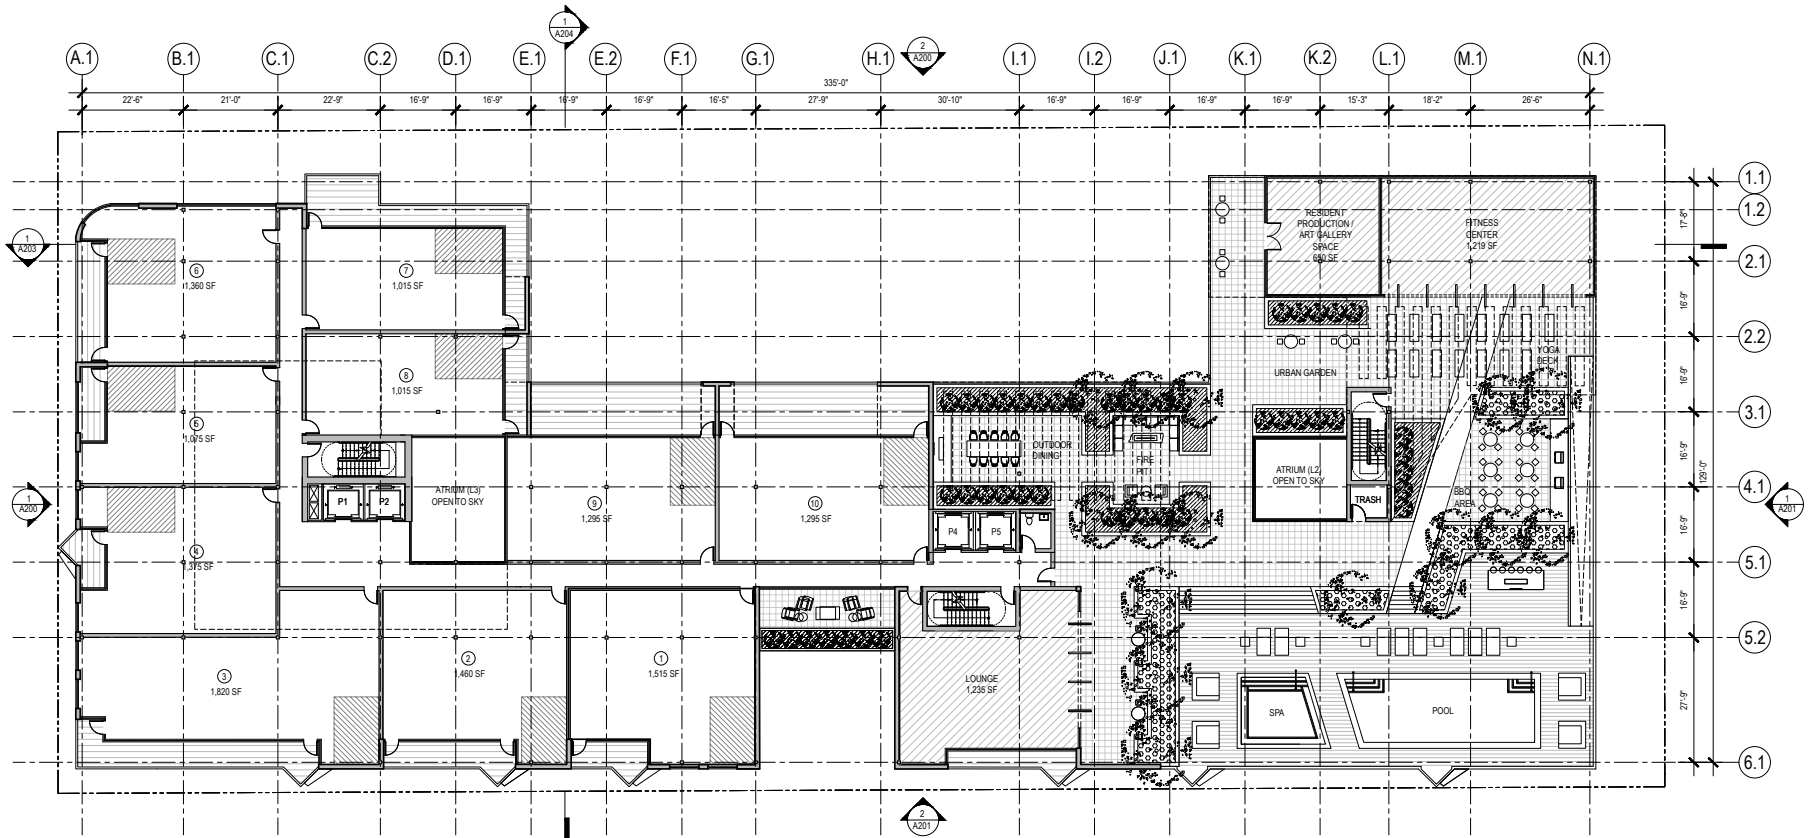 1
A204
2
A200
A.1
B.1
C.1
C.2
D.1
E.1
E.2
F.1
G.1
H.1
I.1
I.2
J.1
K.1
K.2
L.1
M.1
N.1
335'-0"
22'-6"
21'-0"
22'-9"
16'-9"
16'-9"
16'-9"
16'-9"
16'-5"
27'-9"
30'-10"
16'-9"
16'-9"
16'-9"
16'-9"
15'-3"
18'-2"
26'-6"
1.1
1.2
17'-8"
2.1
16'-9"
2.2
16'-9"
3.1
16'-9"
129'-0"
4.1
16'-9"
5.1
16'-9"
5.2
27'-9"
6.1
1
A203
1
A200
1
A201
2
A201
6
1,360 SF
7
1,015 SF
8
1,015 SF
5
1,075 SF
4
1,375 SF
P1
P2
ATRIUM (L3)
OPEN TO SKY
9
1,295 SF
10
1,295 SF
P4
P5
3
1,820 SF
2
1,460 SF
1
1,515 SF
LOUNGE
1,235 SF
OUTDOOR
DINING
FIRE
PIT
RESIDENT
PRODUCTION /
ART GALLERY
SPACE
FITNESS
CENTER
1,219 SF
YOGA
DECK
URBAN GARDEN
ATRIUM (L2)
OPEN TO SKY
TRASH
BBQ
AREA
SPA
POOL